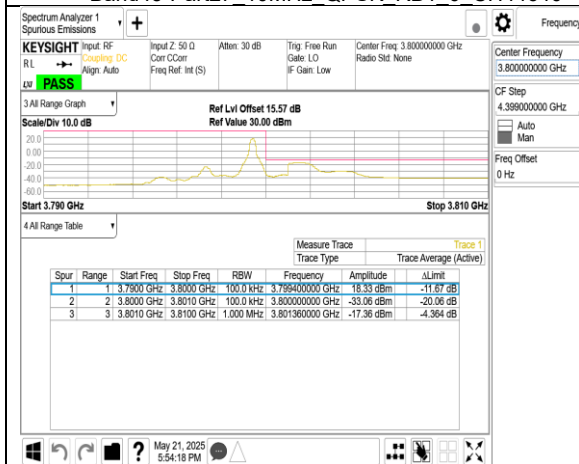 Spectrum Analyzer 1
Spurious Emissions
Frequency
KEYSIGHT Input: RF
Coupling: DC
Align: Auto
Input Z: 50 Ω
Corr CCorr
Freq Ref: Int (S)
Atten: 30 dB
Trig: Free Run
Gate: LO
IF Gain: Low
Center Freq: 3.800000000 GHz
Radio Std: None
RL
LXI PASS
Center Frequency
3.800000000 GHz
CF Step
4.399000000 GHz
Auto
Man
Freq Offset
0 Hz
3 All Range Graph
Ref Lvl Offset 15.57 dB
Scale/Div 10.0 dB
Ref Value 30.00 dBm
20.0
0.00
-20.0
-40.0
-60.0
Start 3.790 GHz
Stop 3.810 GHz
4 All Range Table
Measure Trace Trace 1
Trace Type Trace Average (Active)
Spur Range Start Freq Stop Freq RBW Frequency Amplitude ΔLimit
1 1 3.7900 GHz 3.8000 GHz 100.0 kHz 3.799400000 GHz 18.33 dBm -11.67 dB
2 2 3.8000 GHz 3.8010 GHz 100.0 kHz 3.800000000 GHz -33.06 dBm -20.06 dB
3 3 3.8010 GHz 3.8100 GHz 1.000 MHz 3.801360000 GHz -17.36 dBm -4.364 dB
May 21, 2025
5:54:18 PM